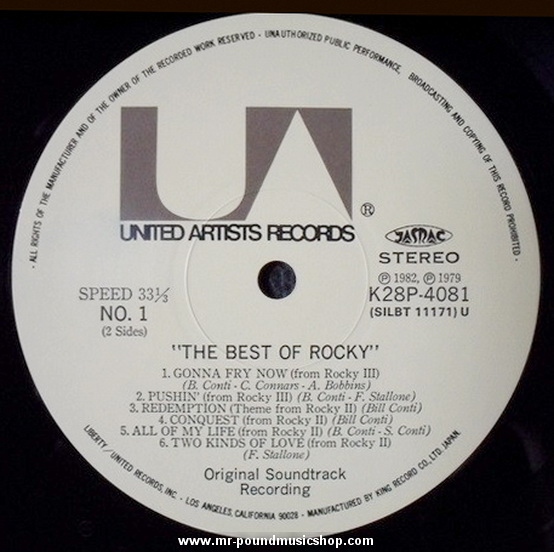 - ALL RIGHTS OF THE MANUFACTURER AND OF THE OWNER OF THE RECORDED WORK RESERVED - UNAUTHORIZED PUBLIC PERFORMANCE, BROADCASTING AND COPYING OF THIS RECORD PROHIBITED -
UA
UNITED ARTISTS RECORDS ®
JASRAC
STEREO
℗ 1982, ℗ 1979
SPEED 33⅓ K28P-4081
NO. 1 (SILBT 11171) U
(2 Sides)
"THE BEST OF ROCKY"
1. GONNA FRY NOW (from Rocky III)
(B. Conti - C. Connars - A. Bobbins)
2. PUSHIN' (from Rocky III) (B. Conti - F. Stallone)
3. REDEMPTION (Theme from Rocky II) (Bill Conti)
4. CONQUEST (from Rocky II) (Bill Conti)
5. ALL OF MY LIFE (from Rocky II) (B. Conti - S. Conti)
6. TWO KINDS OF LOVE (from Rocky II)
(F. Stallone)
Original Soundtrack
Recording
LIBERTY/UNITED RECORDS, INC. - LOS ANGELES, CALIFORNIA 90028 - MANUFACTURED BY KING RECORD CO., LTD. JAPAN.
www.mr-poundmusicshop.com